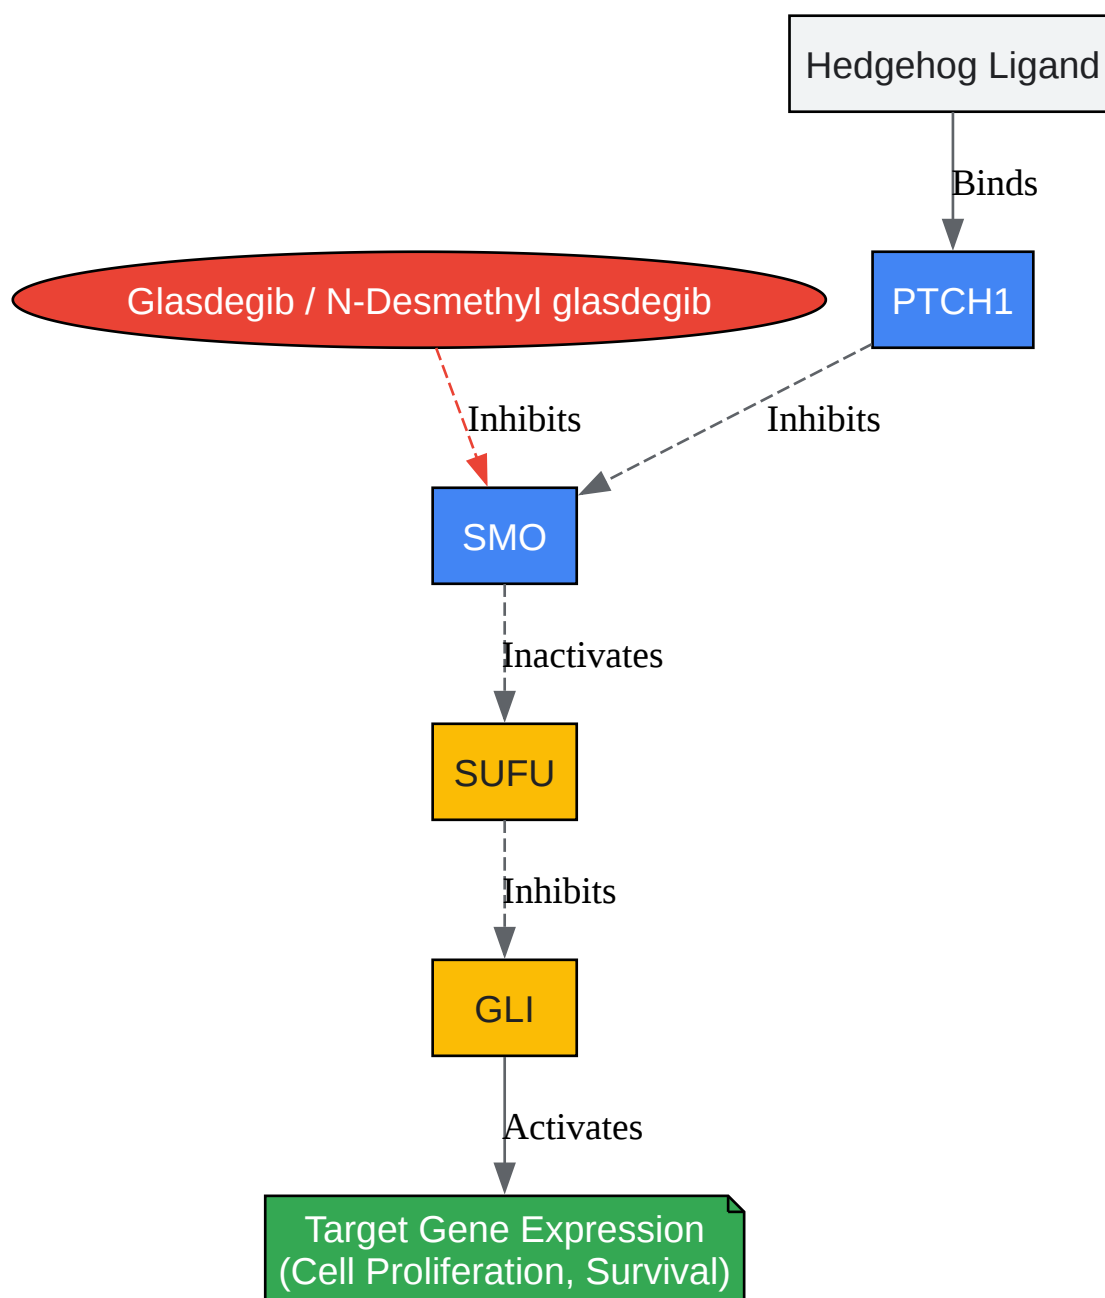 Hedgehog Ligand
Binds
Glasdegib / N-Desmethyl glasdegib
PTCH1
Inhibits
Inhibits
SMO
Inactivates
SUFU
Inhibits
GLI
Activates
Target Gene Expression
(Cell Proliferation, Survival)